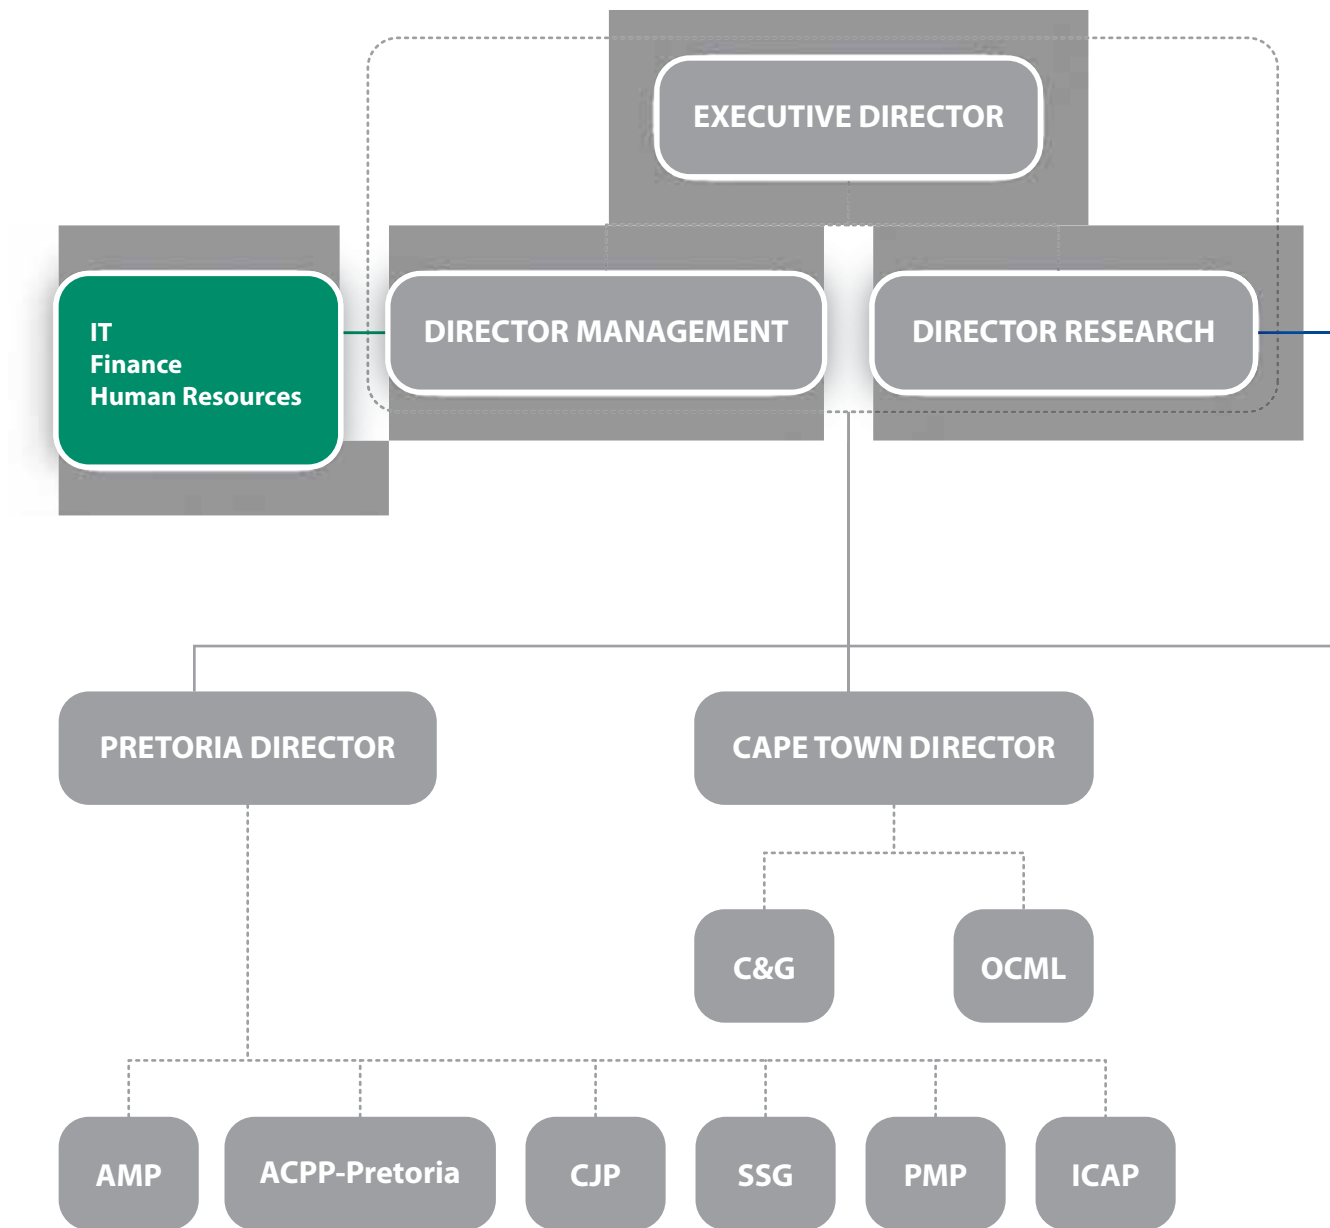 EXECUTIVE DIRECTOR
IT
Finance
Human Resources
DIRECTOR MANAGEMENT
DIRECTOR RESEARCH
PRETORIA DIRECTOR
CAPE TOWN DIRECTOR
C&G
OCML
AMP
ACPP-Pretoria
CJP
SSG
PMP
ICAP